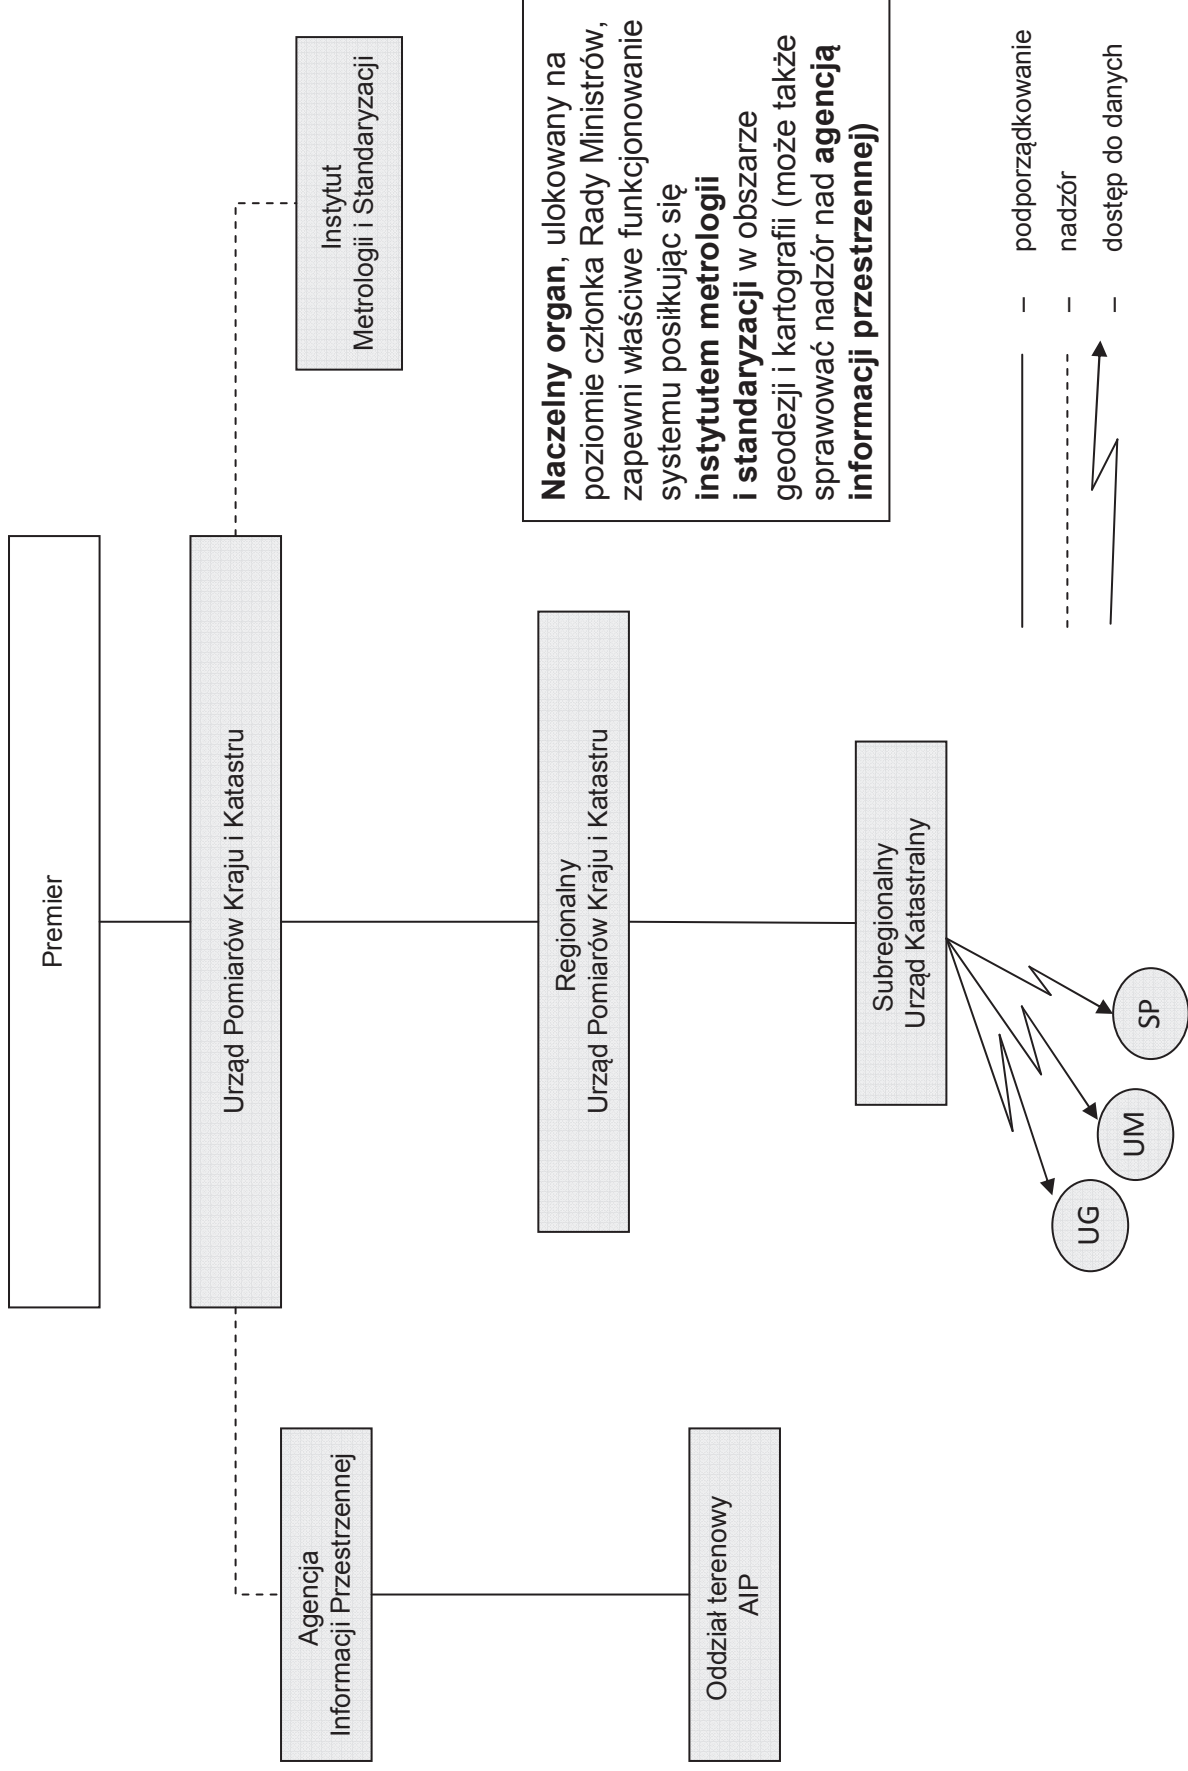 Premier
Urząd Pomiarów Kraju i Katastru
Agencja
Informacji Przestrzennej
Instytut
Metrologii i Standaryzacji
Regionalny
Urząd Pomiarów Kraju i Katastru
Oddział terenowy
AIP
Subregionalny
Urząd Katastralny
UG
UM
SP
Naczelny organ, ulokowany na
poziomie członka Rady Ministrów,
zapewni właściwe funkcjonowanie
systemu posiłkując się
instytutem metrologii
i standaryzacji w obszarze
geodezji i kartografii (może także
sprawować nadzór nad agencją
informacji przestrzennej)
– podporządkowanie
– nadzór
– dostęp do danych